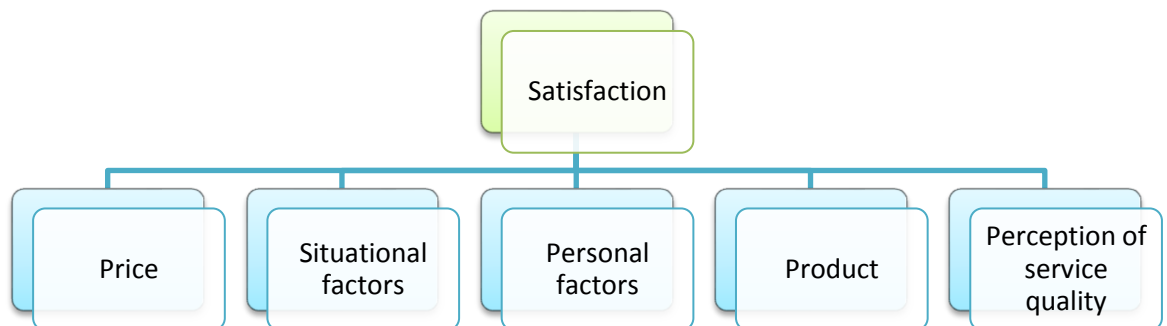 Satisfaction
Price
Situational
factors
Personal
factors
Product
Perception of
service
quality